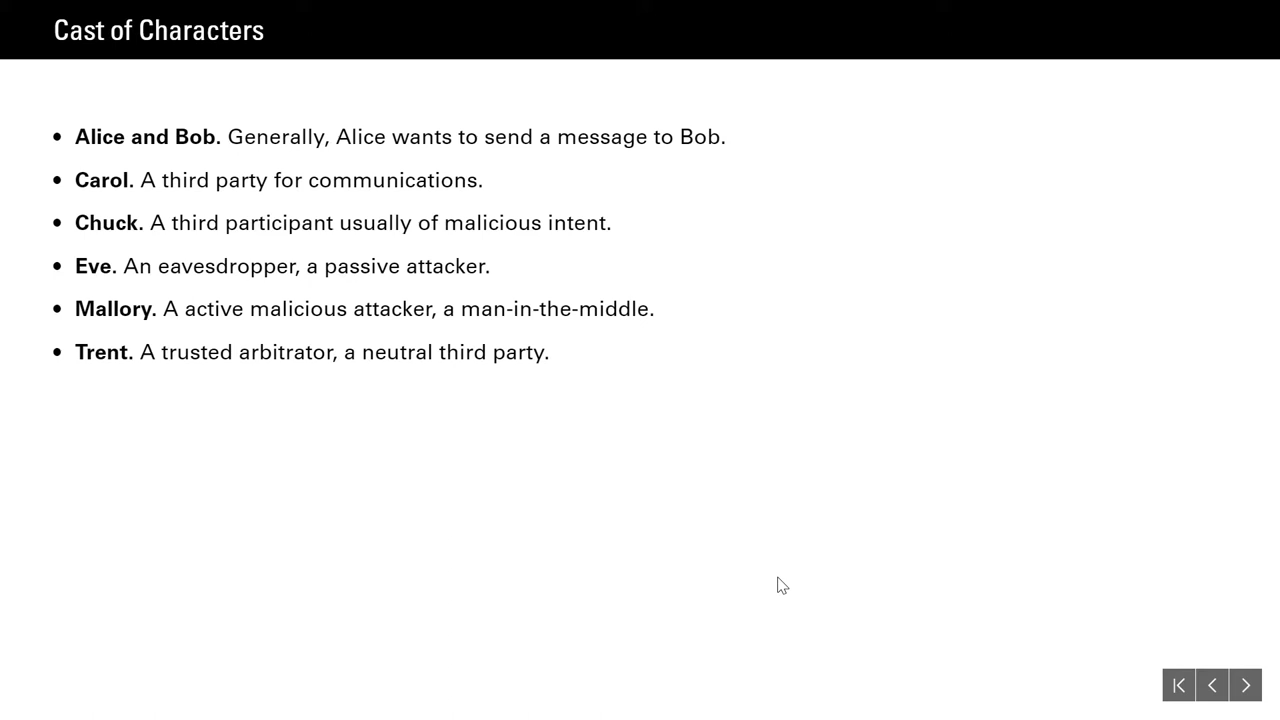 Cast of Characters
• Alice and Bob. Generally, Alice wants to send a message to Bob.
• Carol. A third party for communications.
• Chuck. A third participant usually of malicious intent.
• Eve. An eavesdropper, a passive attacker.
• Mallory. A active malicious attacker, a man-in-the-middle.
• Trent. A trusted arbitrator, a neutral third party.